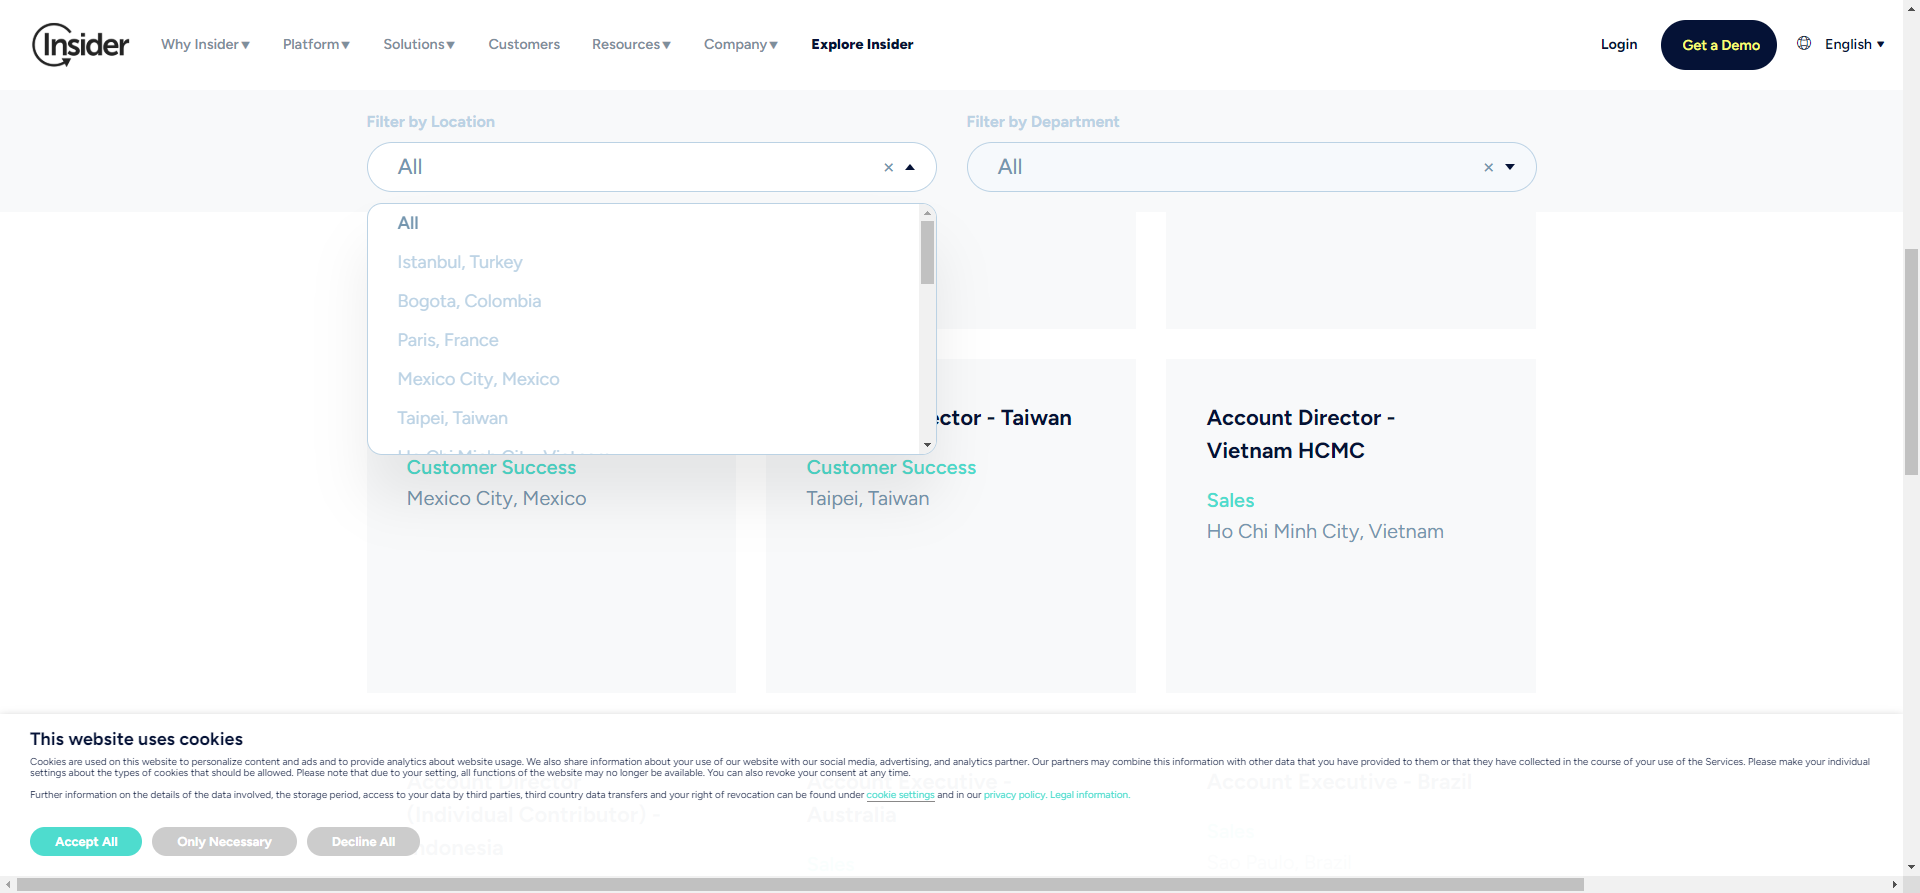 Insider
Why Insider▼ Platform▼ Solutions▼ Customers Resources▼ Company▼ Explore Insider Login Get a Demo English ▼
Filter by Location Filter by Department
All × All ×
All
Istanbul, Turkey
Bogota, Colombia
Paris, France
Mexico City, Mexico
Taipei, Taiwan
Ho Chi Minh City, Vietnam
ctor - Taiwan
Account Director -
Vietnam HCMC
Customer Success
Mexico City, Mexico
Customer Success
Taipei, Taiwan
Sales
Ho Chi Minh City, Vietnam
This website uses cookies
Cookies are used on this website to personalize content and ads and to provide analytics about website usage. We also share information about your use of our website with our social media, advertising, and analytics partner. Our partners may combine this information with other data that you have provided to them or that they have collected in the course of your use of the Services. Please make your individual
settings about the types of cookies that should be allowed. Please note that due to your setting, all functions of the website may no longer be available. You can also revoke your consent at any time.
Further information on the details of the data involved, the storage period, access to your data by third parties, third country data transfers and your right of revocation can be found under cookie settings and in our privacy policy. Legal information.
Account Director
(Individual Contributor) -
ndonesia
Account Executive -
Australia
Sales
Account Executive - Brazil
Sales
Sao Paulo, Brazil
Accept All Only Necessary Decline All